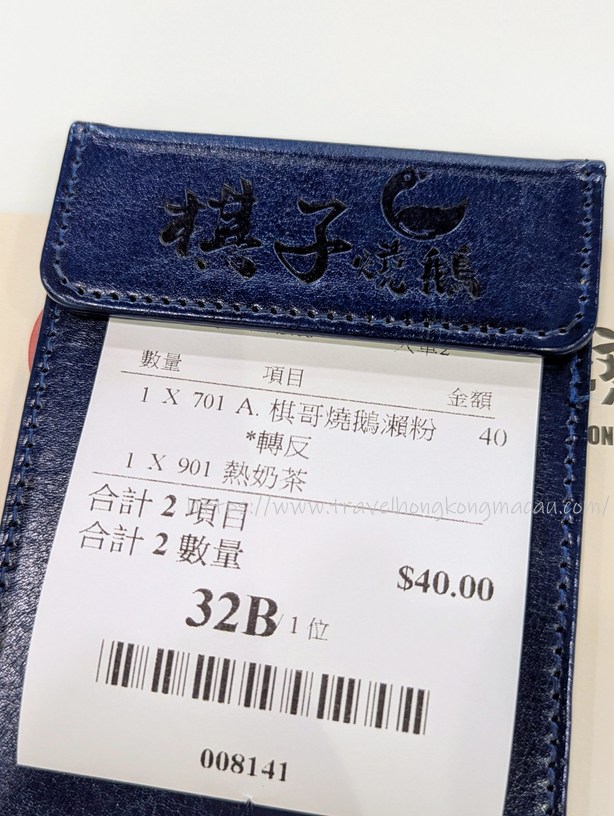 棋子燒鵝
數量 項目 金額
1 X 701 A. 棋哥燒鵝瀨粉 40
*轉反
1 X 901 熱奶茶
合計 2 項目
https://www.travelhongkongmacau.com/
合計 2 數量
$40.00
32B/1 位
008141
ON